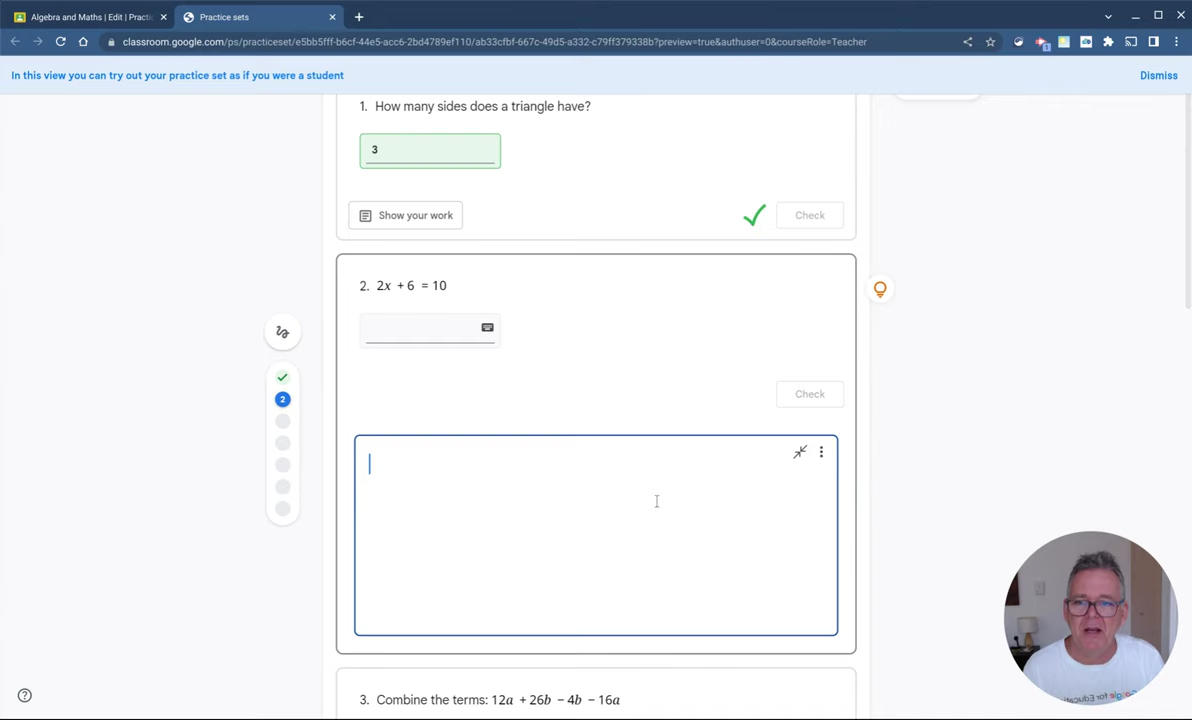 Algebra and Maths | Edit | Practi
Practice sets
classroom.google.com/ps/practiceset/e5bb5fff-b6cf-44e5-acc6-2bd4789ef110/ab33cfbf-667c-49d5-a332-c79ff379338b?preview=true&authuser=0&courseRole=Teacher
In this view you can try out your practice set as if you were a student
Dismiss
1. How many sides does a triangle have?
3
Show your work
Check
2. 2x + 6 = 10
Check
2
3. Combine the terms: 12a + 26b − 4b − 16a